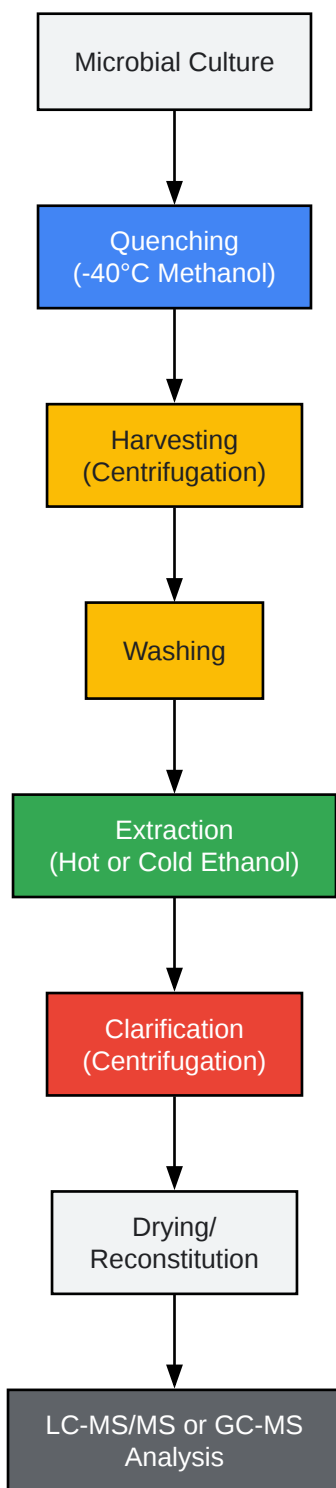 Microbial Culture
Quenching
(-40°C Methanol)
Harvesting
(Centrifugation)
Washing
Extraction
(Hot or Cold Ethanol)
Clarification
(Centrifugation)
Drying/
Reconstitution
LC-MS/MS or GC-MS
Analysis